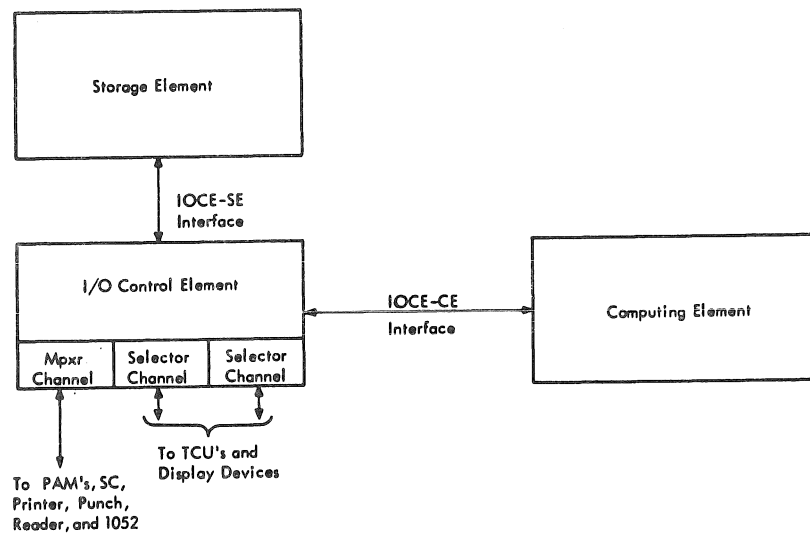 Storage Element
IOCE-SE
Interface
I/O Control Element
IOCE-CE
Interface
Computing Element
Mpxr
Channel
Selector
Channel
Selector
Channel
To TCU's and
Display Devices
To PAM's, SC,
Printer, Punch,
Reader, and 1052